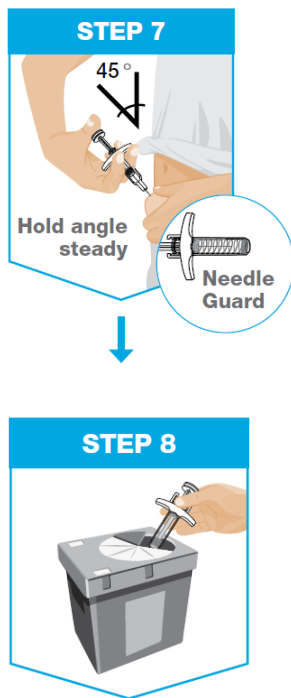 STEP 7
45°
Hold angle
steady
Needle
Guard
STEP 8